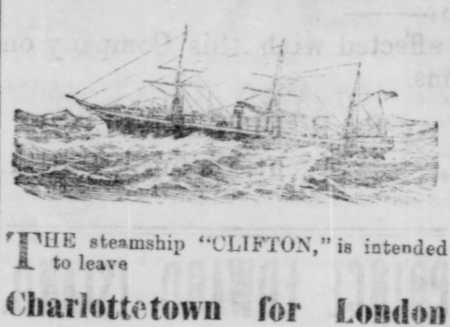 THE steamship "CLIFTON," is intended
to leave
Charlottetown for London